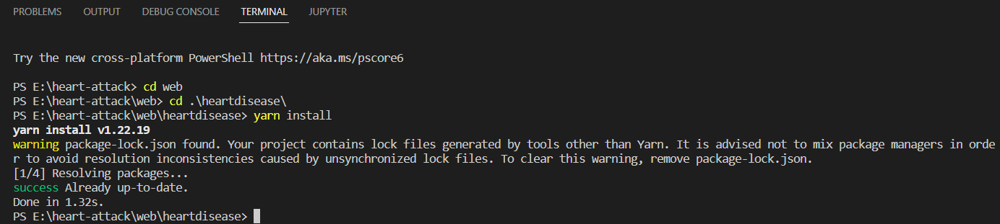 PROBLEMS OUTPUT DEBUG CONSOLE TERMINAL JUPYTER
Try the new cross-platform PowerShell https://aka.ms/pscore6
PS E:\heart-attack> cd web
PS E:\heart-attack\web> cd .\heartdisease\
PS E:\heart-attack\web\heartdisease> yarn install
yarn install v1.22.19
warning package-lock.json found. Your project contains lock files generated by tools other than Yarn. It is advised not to mix package managers in orde
r to avoid resolution inconsistencies caused by unsynchronized lock files. To clear this warning, remove package-lock.json.
[1/4] Resolving packages...
success Already up-to-date.
Done in 1.32s.
PS E:\heart-attack\web\heartdisease>